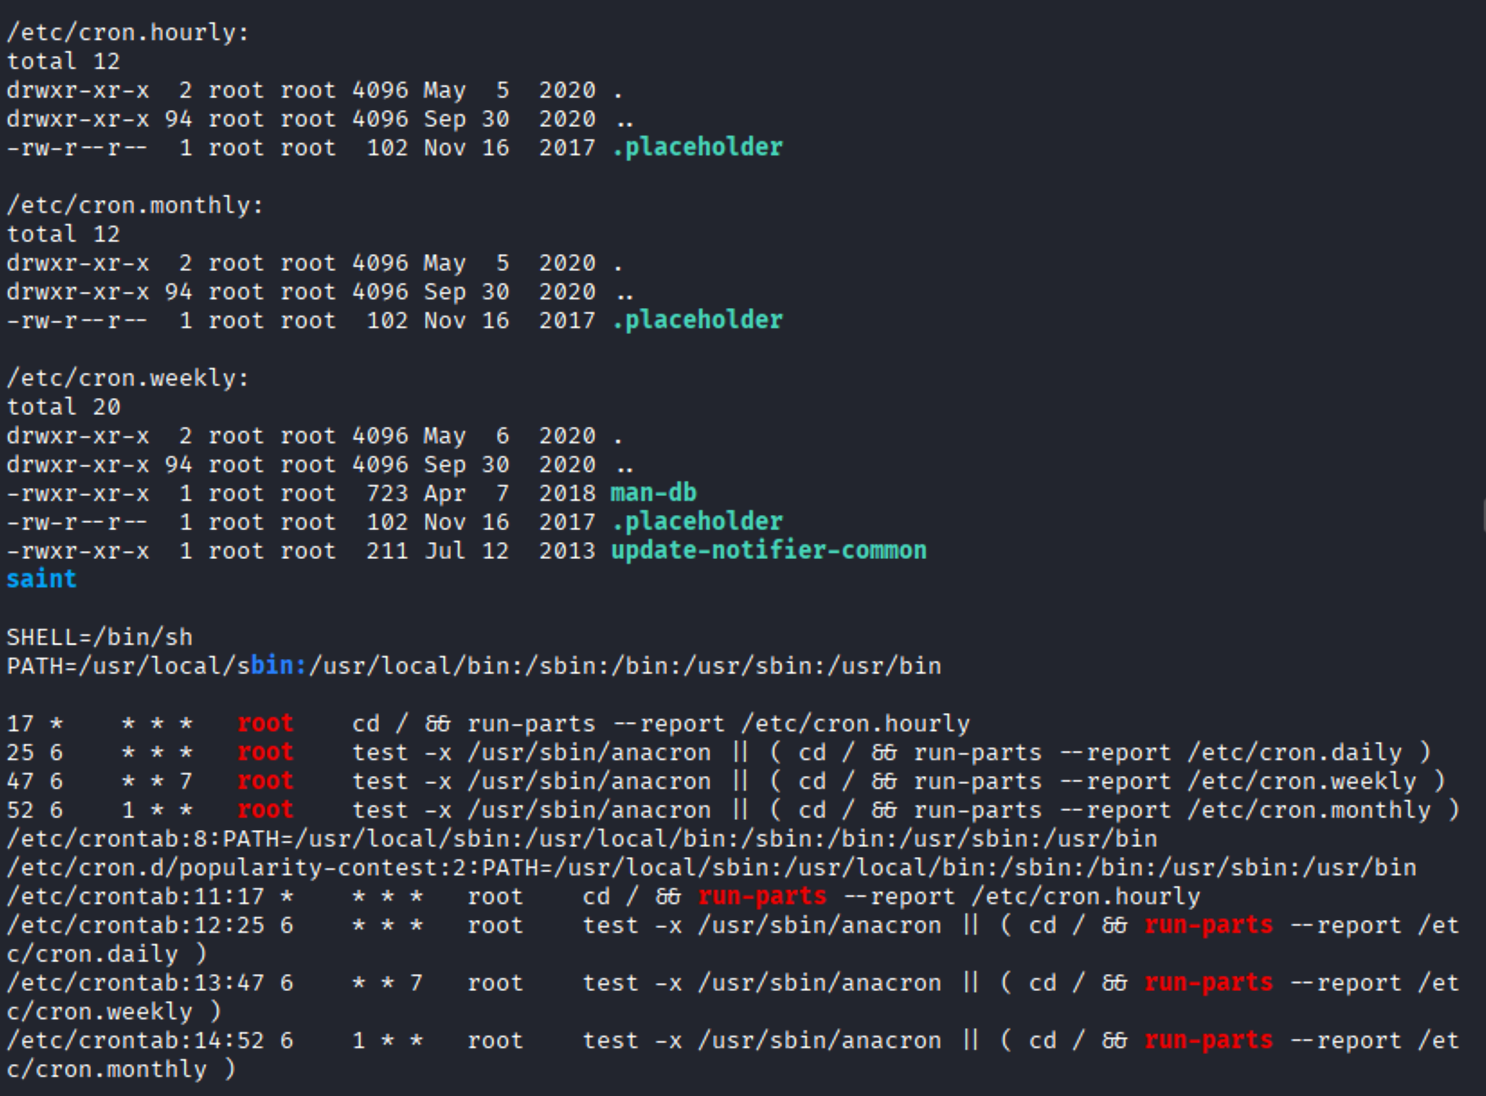 /etc/cron.hourly:
total 12
drwxr-xr-x  2 root root 4096 May  5  2020 .
drwxr-xr-x 94 root root 4096 Sep 30  2020 ..
-rw-r--r--  1 root root  102 Nov 16  2017 .placeholder

/etc/cron.monthly:
total 12
drwxr-xr-x  2 root root 4096 May  5  2020 .
drwxr-xr-x 94 root root 4096 Sep 30  2020 ..
-rw-r--r--  1 root root  102 Nov 16  2017 .placeholder

/etc/cron.weekly:
total 20
drwxr-xr-x  2 root root 4096 May  6  2020 .
drwxr-xr-x 94 root root 4096 Sep 30  2020 ..
-rwxr-xr-x  1 root root  723 Apr  7  2018 man-db
-rw-r--r--  1 root root  102 Nov 16  2017 .placeholder
-rwxr-xr-x  1 root root  211 Jul 12  2013 update-notifier-common
saint

SHELL=/bin/sh
PATH=/usr/local/sbin:/usr/local/bin:/sbin:/bin:/usr/sbin:/usr/bin

17 *    * * *   root    cd / && run-parts --report /etc/cron.hourly
25 6    * * *   root    test -x /usr/sbin/anacron || ( cd / && run-parts --report /etc/cron.daily )
47 6    * * 7   root    test -x /usr/sbin/anacron || ( cd / && run-parts --report /etc/cron.weekly )
52 6    1 * *   root    test -x /usr/sbin/anacron || ( cd / && run-parts --report /etc/cron.monthly )
/etc/crontab:8:PATH=/usr/local/sbin:/usr/local/bin:/sbin:/bin:/usr/sbin:/usr/bin
/etc/cron.d/popularity-contest:2:PATH=/usr/local/sbin:/usr/local/bin:/sbin:/bin:/usr/sbin:/usr/bin
/etc/crontab:11:17 *    * * *   root    cd / && run-parts --report /etc/cron.hourly
/etc/crontab:12:25 6    * * *   root    test -x /usr/sbin/anacron || ( cd / && run-parts --report /et
c/cron.daily )
/etc/crontab:13:47 6    * * 7   root    test -x /usr/sbin/anacron || ( cd / && run-parts --report /et
c/cron.weekly )
/etc/crontab:14:52 6    1 * *   root    test -x /usr/sbin/anacron || ( cd / && run-parts --report /et
c/cron.monthly )